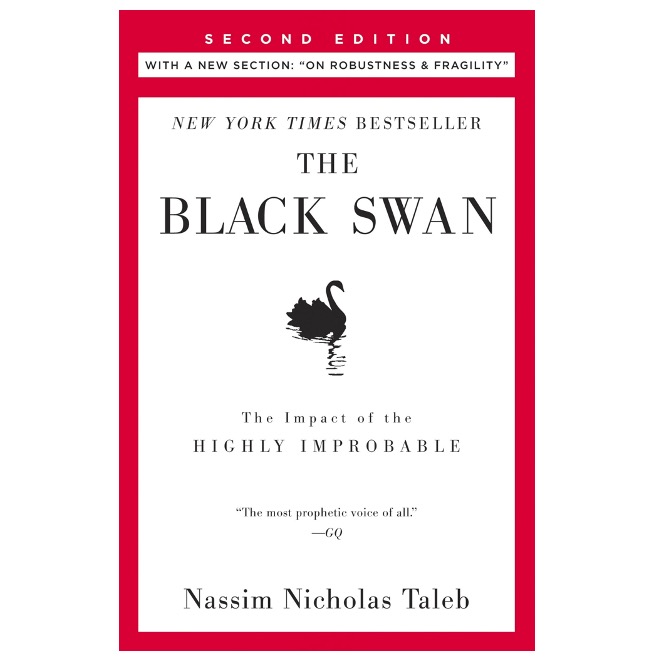 SECOND EDITION
WITH A NEW SECTION: “ON ROBUSTNESS & FRAGILITY”
NEW YORK TIMES BESTSELLER
THE
BLACK SWAN
The Impact of the
HIGHLY IMPROBABLE
“The most prophetic voice of all.”
—GQ
Nassim Nicholas Taleb